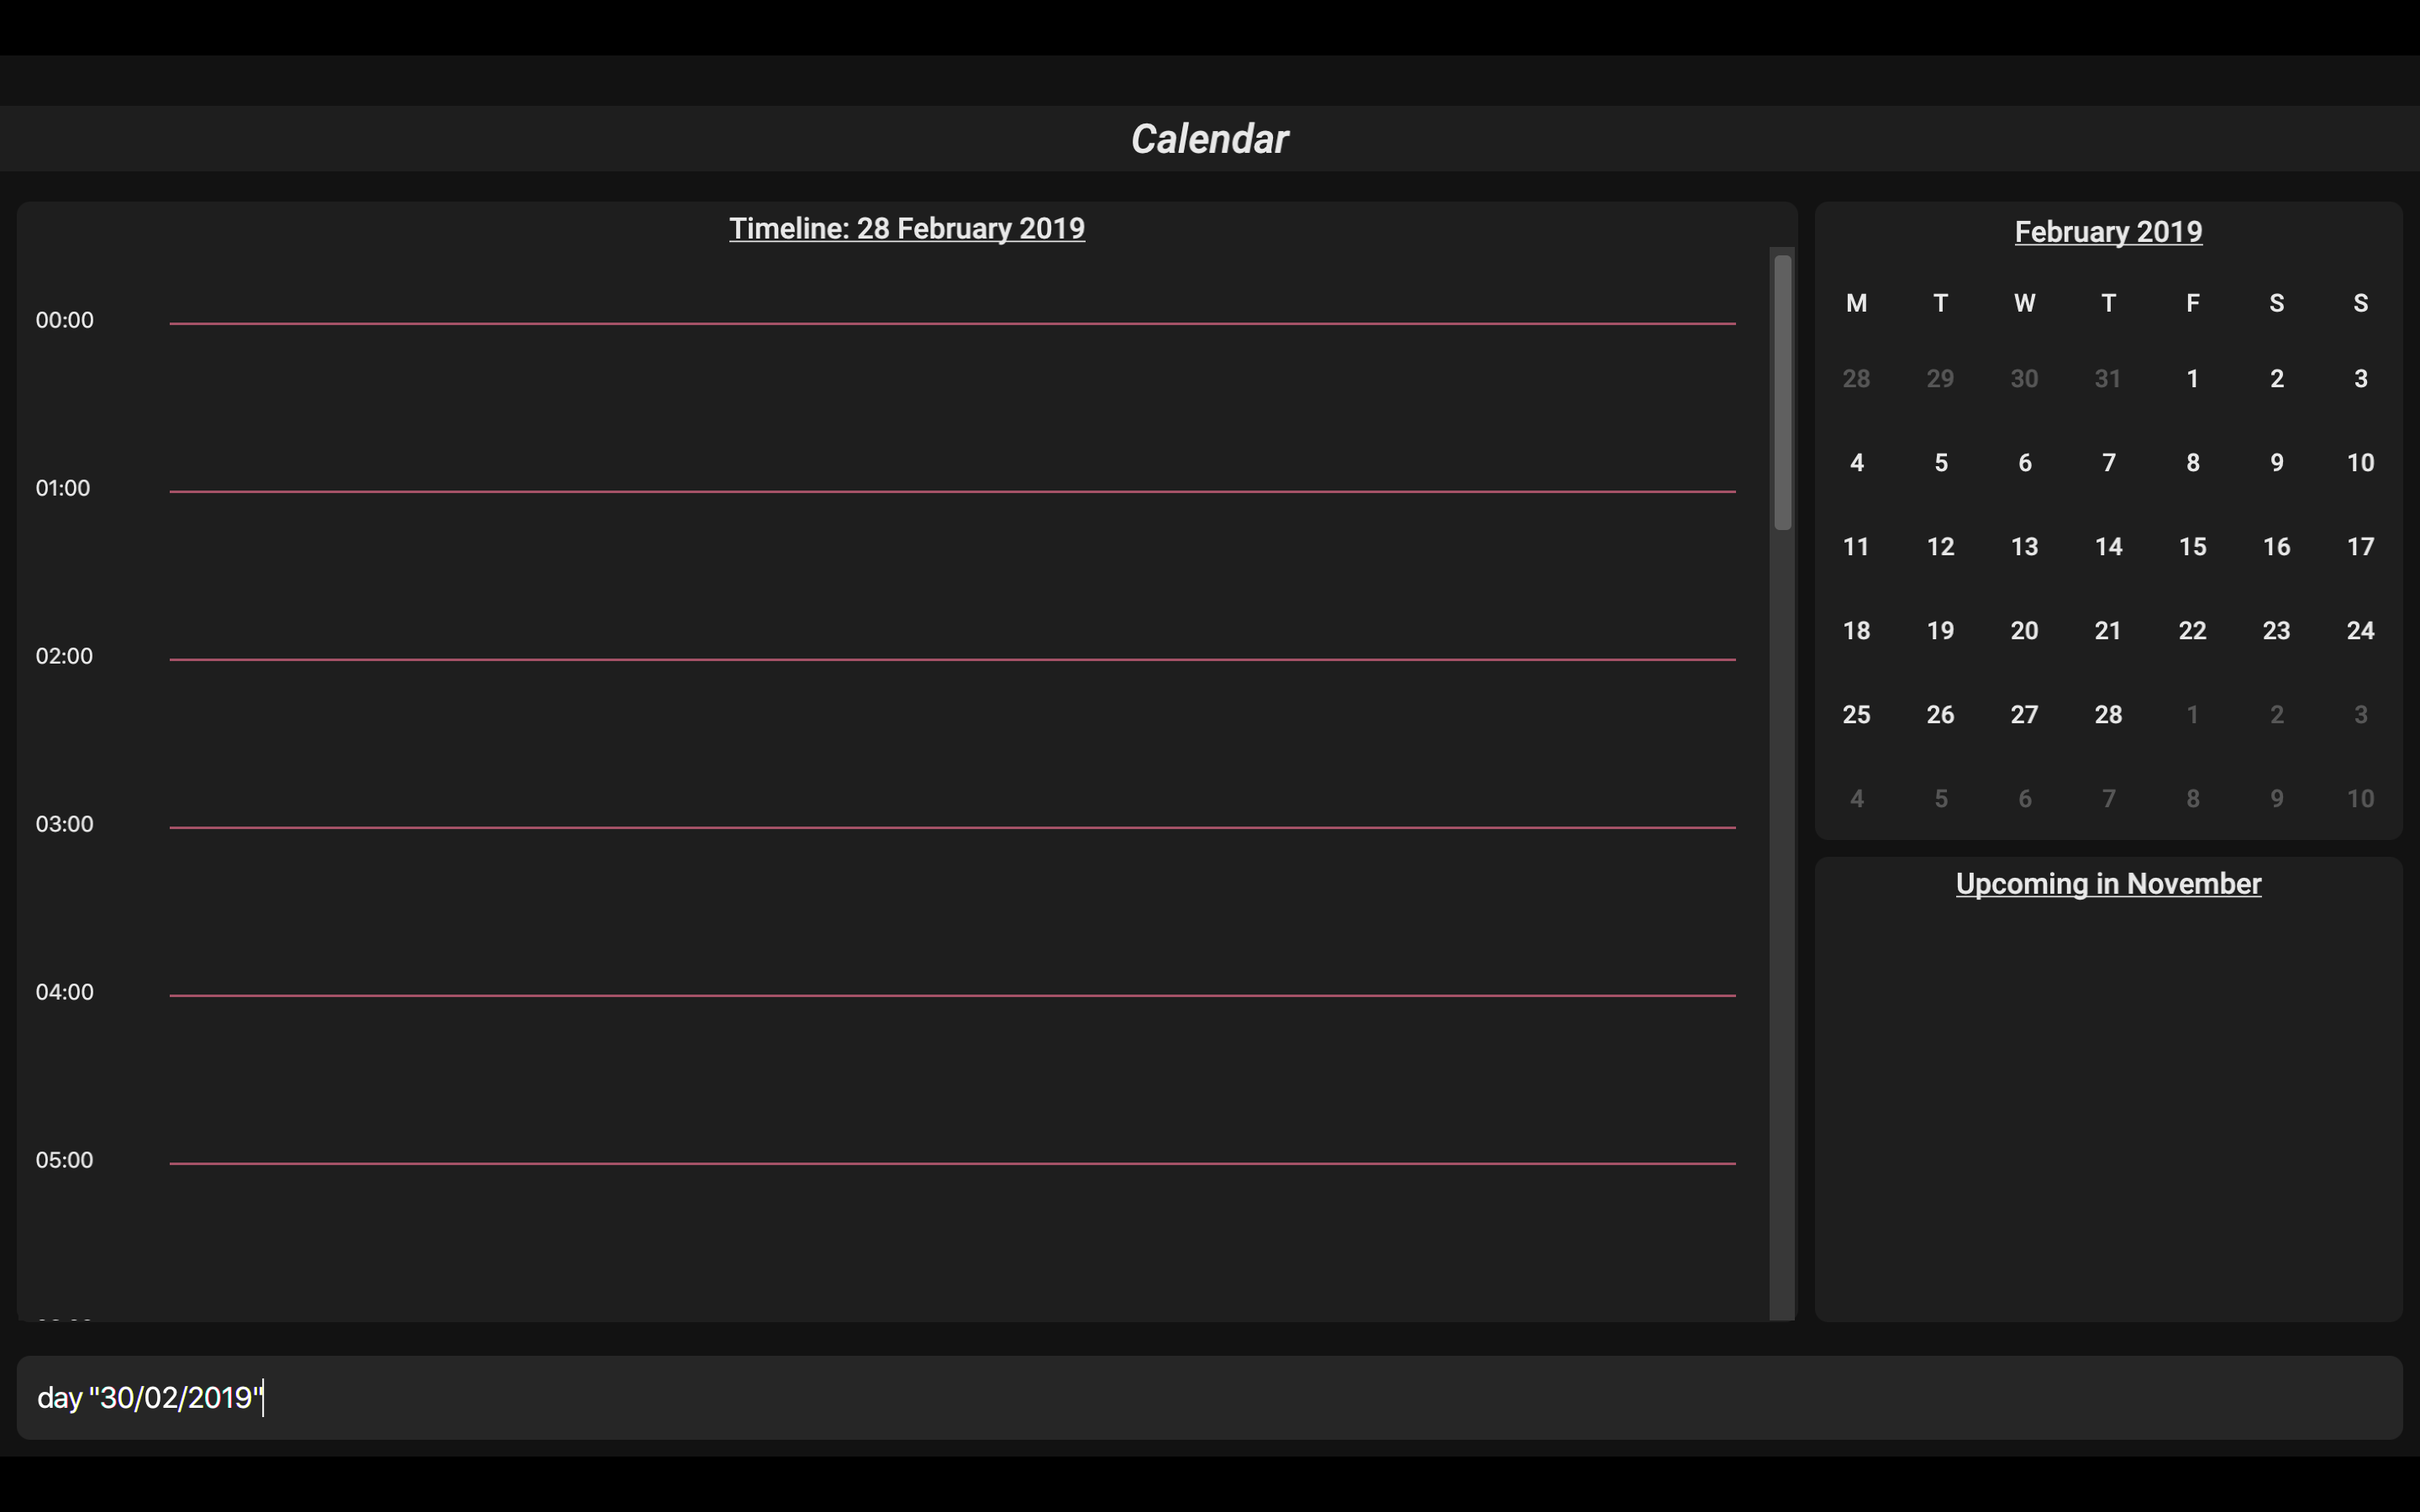 Calendar
Timeline: 28 February 2019
00:00
01:00
02:00
03:00
04:00
05:00
February 2019
M T W T F S S
28 29 30 31 1 2 3
4 5 6 7 8 9 10
11 12 13 14 15 16 17
18 19 20 21 22 23 24
25 26 27 28 1 2 3
4 5 6 7 8 9 10
Upcoming in November
day "30/02/2019"